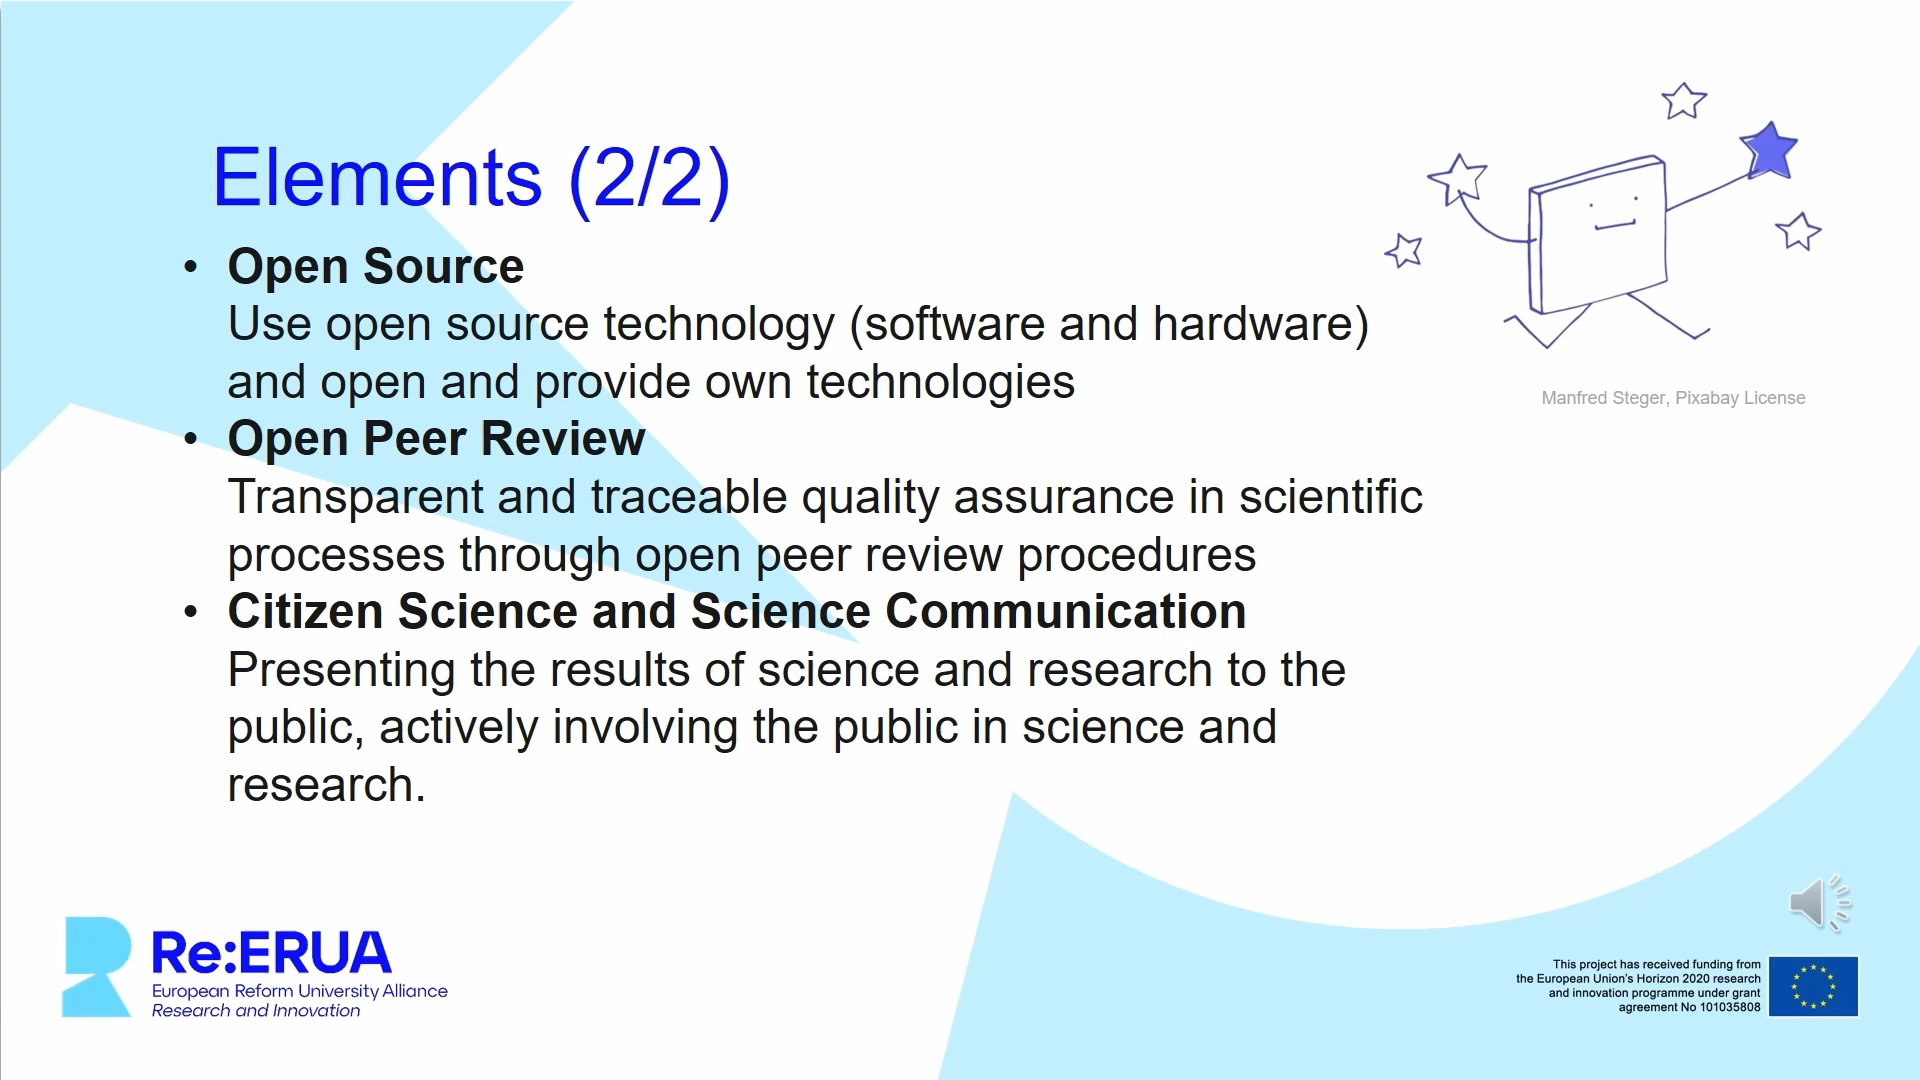 Elements (2/2)
• Open Source
Use open source technology (software and hardware)
and open and provide own technologies
• Open Peer Review
Transparent and traceable quality assurance in scientific
processes through open peer review procedures
• Citizen Science and Science Communication
Presenting the results of science and research to the
public, actively involving the public in science and
research.
Manfred Steger, Pixabay License
Re:ERUA
European Reform University Alliance
Research and Innovation
This project has received funding from
the European Union's Horizon 2020 research
and innovation programme under grant
agreement No 101035808